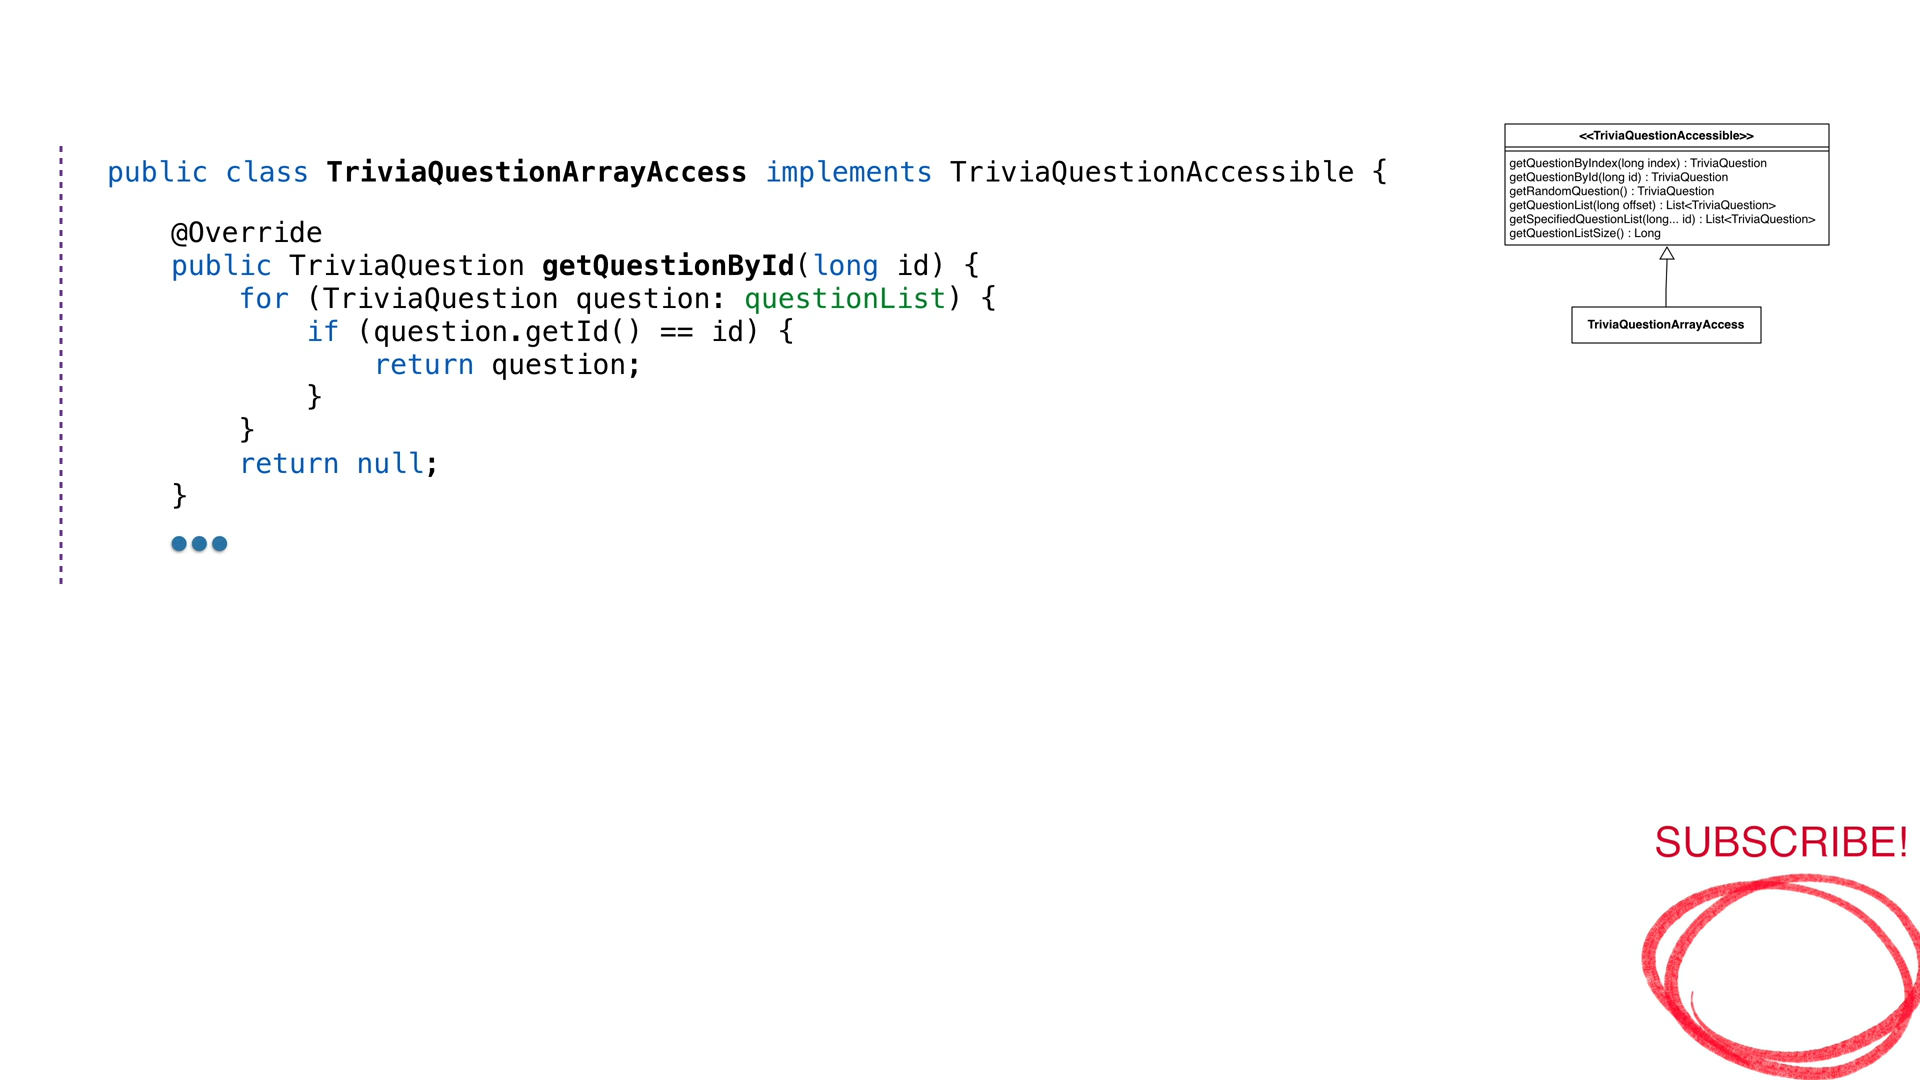 public class TriviaQuestionArrayAccess implements TriviaQuestionAccessible {
@Override
public TriviaQuestion getQuestionById(long id) {
for (TriviaQuestion question: questionList) {
if (question.getId() == id) {
return question;
}
}
return null;
}
<<TriviaQuestionAccessible>>
getQuestionByIndex(long index) : TriviaQuestion
getQuestionById(long id) : TriviaQuestion
getRandomQuestion() : TriviaQuestion
getQuestionList(long offset) : List<TriviaQuestion>
getSpecifiedQuestionList(long... id) : List<TriviaQuestion>
getQuestionListSize() : Long
TriviaQuestionArrayAccess
SUBSCRIBE!